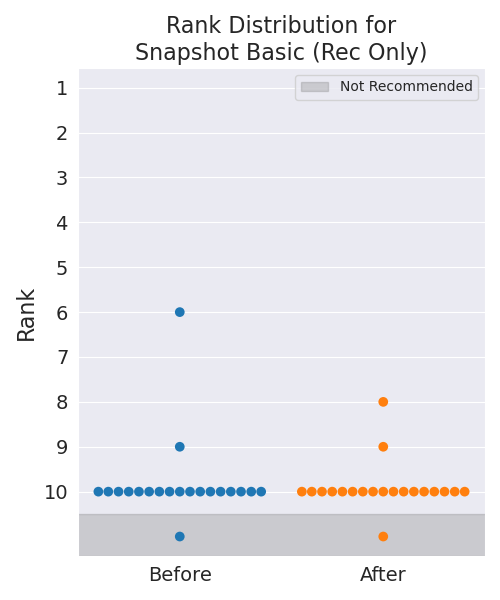 Rank Distribution for
Snapshot Basic (Rec Only)
Not Recommended
1
2
3
4
5
6
7
8
9
10
Rank
Before
After